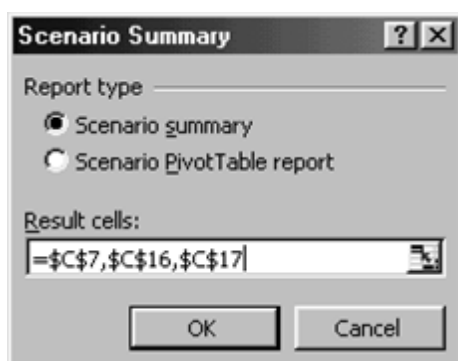 Scenario Summary
Report type
Scenario summary
Scenario PivotTable report
Result cells:
=$C$7,$C$16,$C$17
OK Cancel